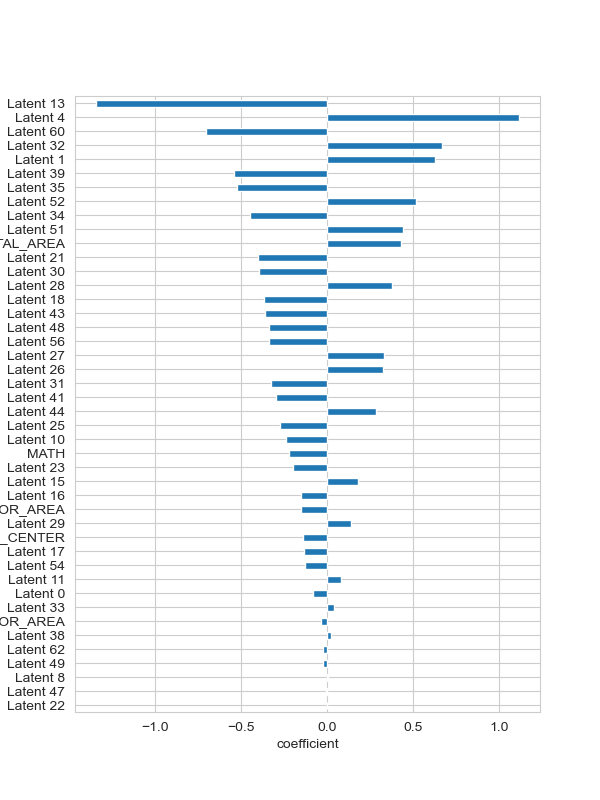 Latent 13
Latent 4
Latent 60
Latent 32
Latent 1
Latent 39
Latent 35
Latent 52
Latent 34
Latent 51
TAL_AREA
Latent 21
Latent 30
Latent 28
Latent 18
Latent 43
Latent 48
Latent 56
Latent 27
Latent 26
Latent 31
Latent 41
Latent 44
Latent 25
Latent 10
MATH
Latent 23
Latent 15
Latent 16
OR_AREA
Latent 29
_CENTER
Latent 17
Latent 54
Latent 11
Latent 0
Latent 33
OR_AREA
Latent 38
Latent 62
Latent 49
Latent 8
Latent 47
Latent 22
−1.0 −0.5 0.0 0.5 1.0
coefficient